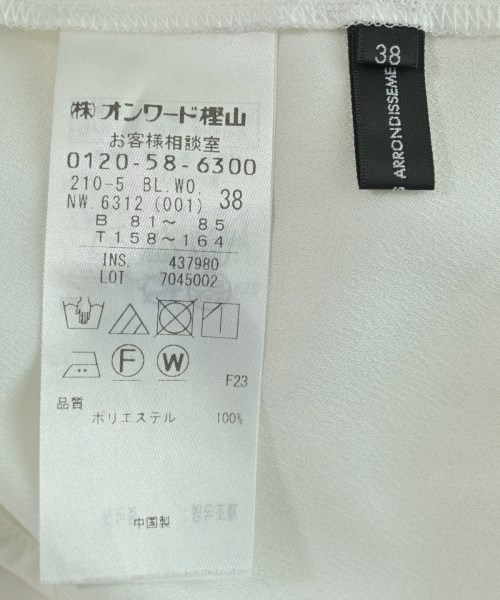 (株)オンワード樫山
お客様相談室
0120-58-6300
210-5 BL.WO.
NW.6312 (001) 38
B 81〜 85
T 158〜164
INS. 437980
LOT 7045002
F W
F23
品質
ポリエステル 100%
中国製
38
ARRONDISSEME